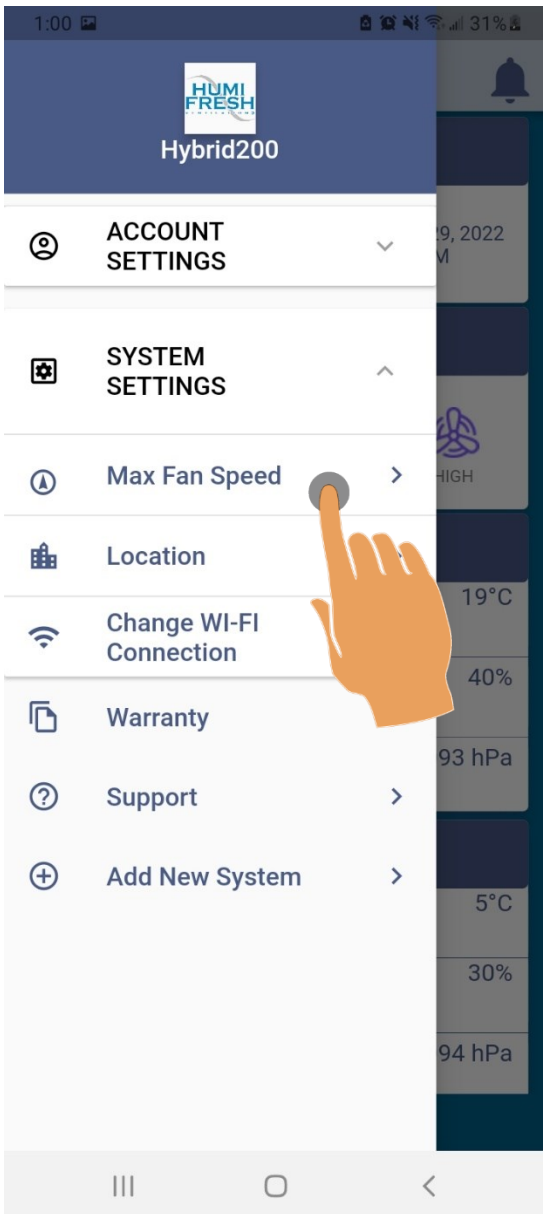 1:00 31%
HUMI
FRESH
Hybrid200
ACCOUNT
SETTINGS
SYSTEM
SETTINGS
Max Fan Speed
Location
Change WI-FI
Connection
Warranty
Support
Add New System
29, 2022
M
HIGH
19°C
40%
93 hPa
5°C
30%
94 hPa